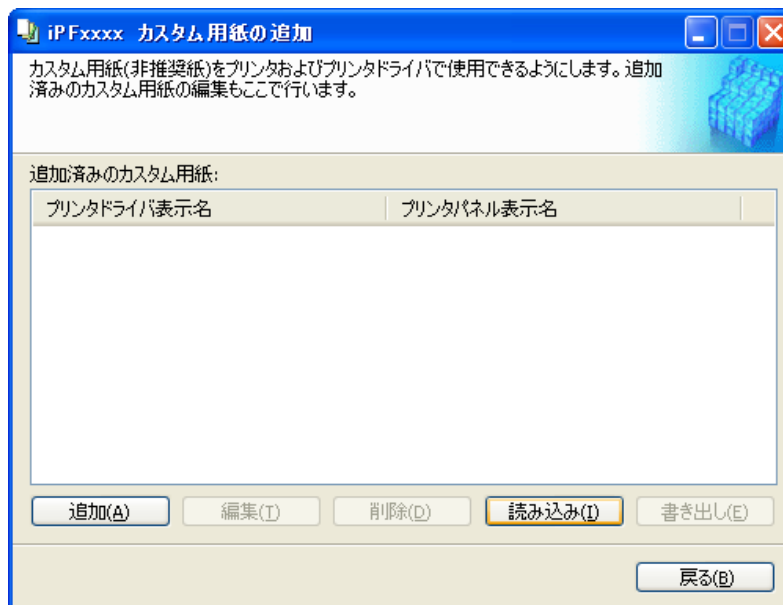 iPFxxxx カスタム用紙の追加
カスタム用紙(非推奨紙)をプリンタおよびプリンタドライバで使用できるようにします。追加
済みのカスタム用紙の編集もここで行います。
追加済みのカスタム用紙:
プリンタドライバ表示名 プリンタパネル表示名
追加(A) 編集(T) 削除(D) 読み込み(I) 書き出し(E)
戻る(B)